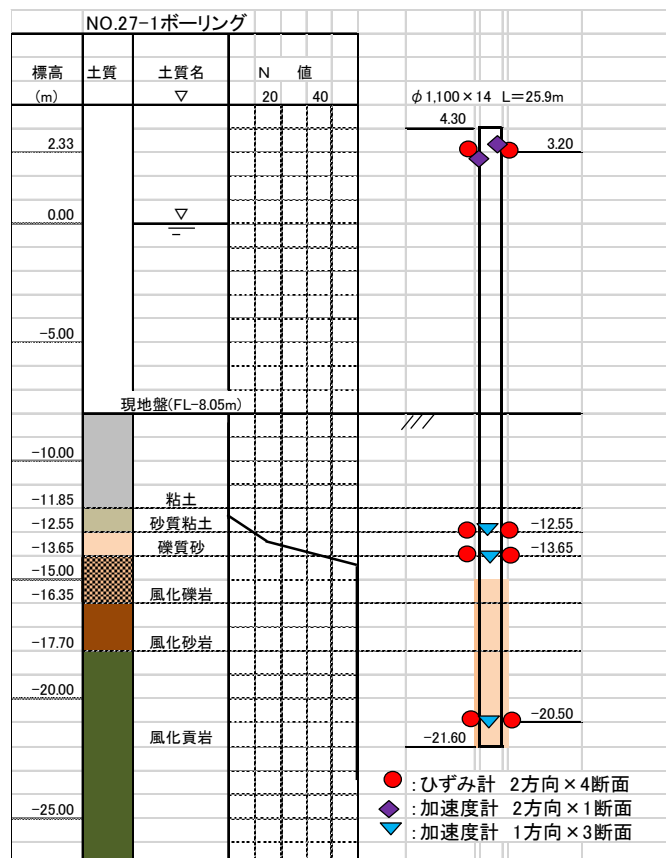 NO.27-1ボーリング
標高 土質 土質名 N 値
(m) ▽ 20 40 φ1,100×14 L=25.9m
4.30
2.33 3.20
0.00 ▽
-5.00
現地盤(FL-8.05m)
-10.00
-11.85 粘土
-12.55 砂質粘土 -12.55
-13.65 礫質砂 -13.65
-15.00
-16.35 風化礫岩
-17.70 風化砂岩
-20.00
-20.50
風化貢岩 -21.60
:ひずみ計 2方向×4断面
:加速度計 2方向×1断面
-25.00 :加速度計 1方向×3断面